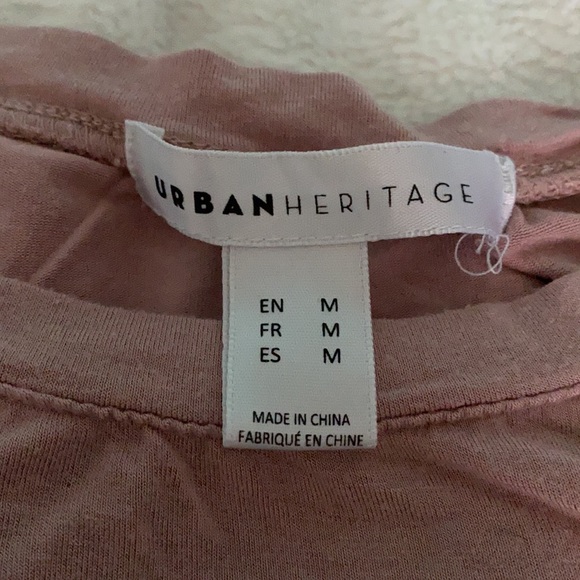 URBANHERITAGE
EN M
FR M
ES M
MADE IN CHINA
FABRIQUÉ EN CHINE